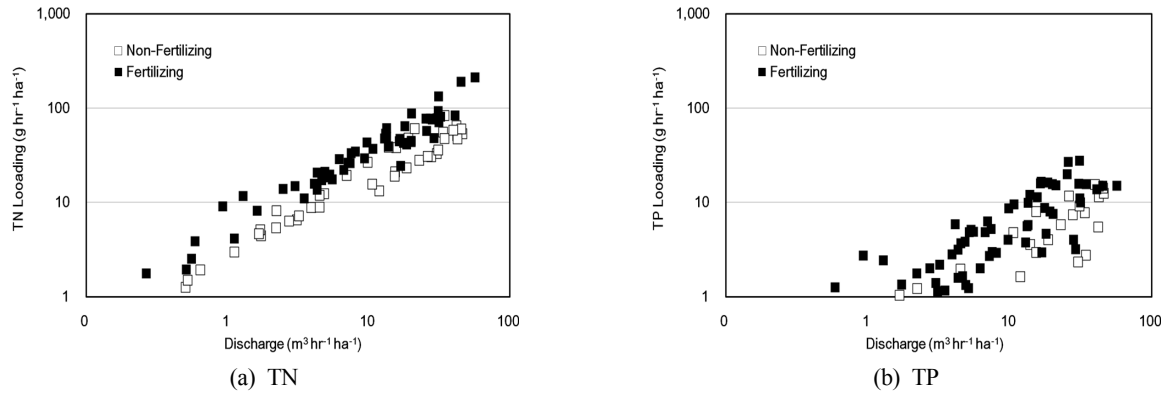 1,000
□ Non-Fertilizing
■ Fertilizing
100
10
1
0 1 10 100
TN Looading (g hr⁻¹ ha⁻¹)
Discharge (m³ hr⁻¹ ha⁻¹)
(a) TN
1,000
□ Non-Fertilizing
■ Fertilizing
100
10
1
0 1 10 100
TP Looading (g hr⁻¹ ha⁻¹)
Discharge (m³ hr⁻¹ ha⁻¹)
(b) TP